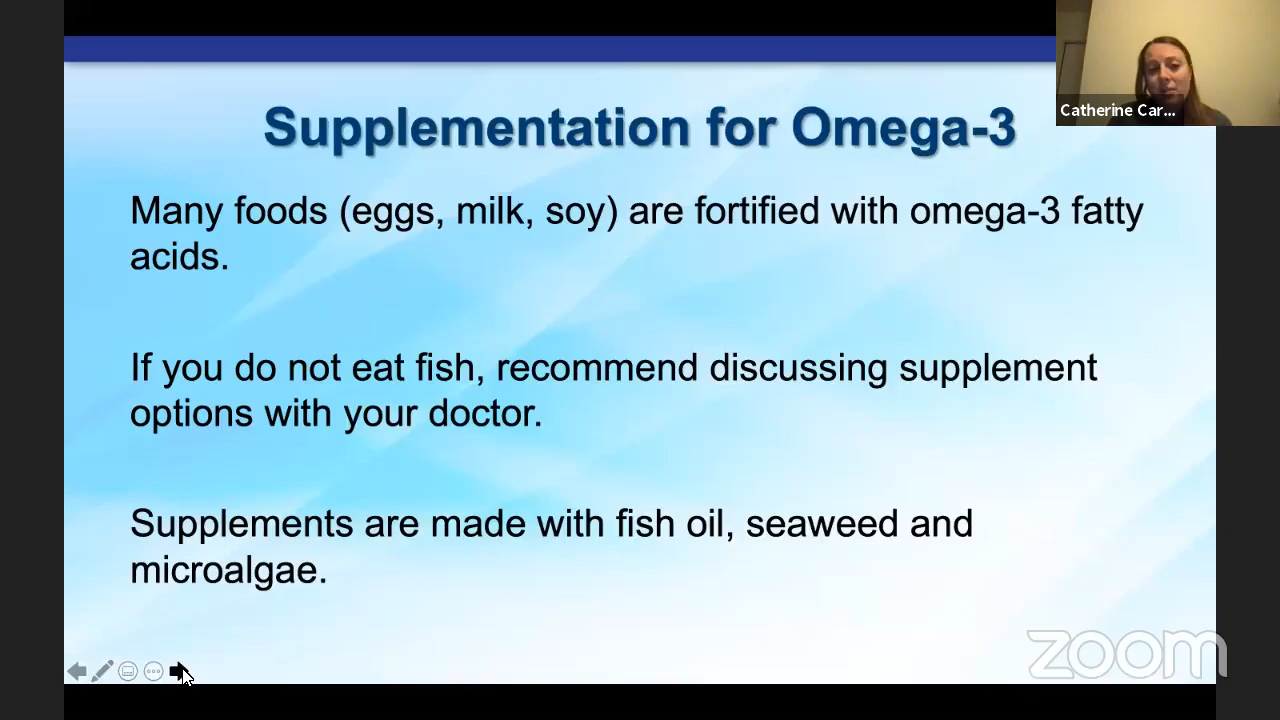 Catherine Car...
Supplementation for Omega-3
Many foods (eggs, milk, soy) are fortified with omega-3 fatty
acids.
If you do not eat fish, recommend discussing supplement
options with your doctor.
Supplements are made with fish oil, seaweed and
microalgae.
zoom